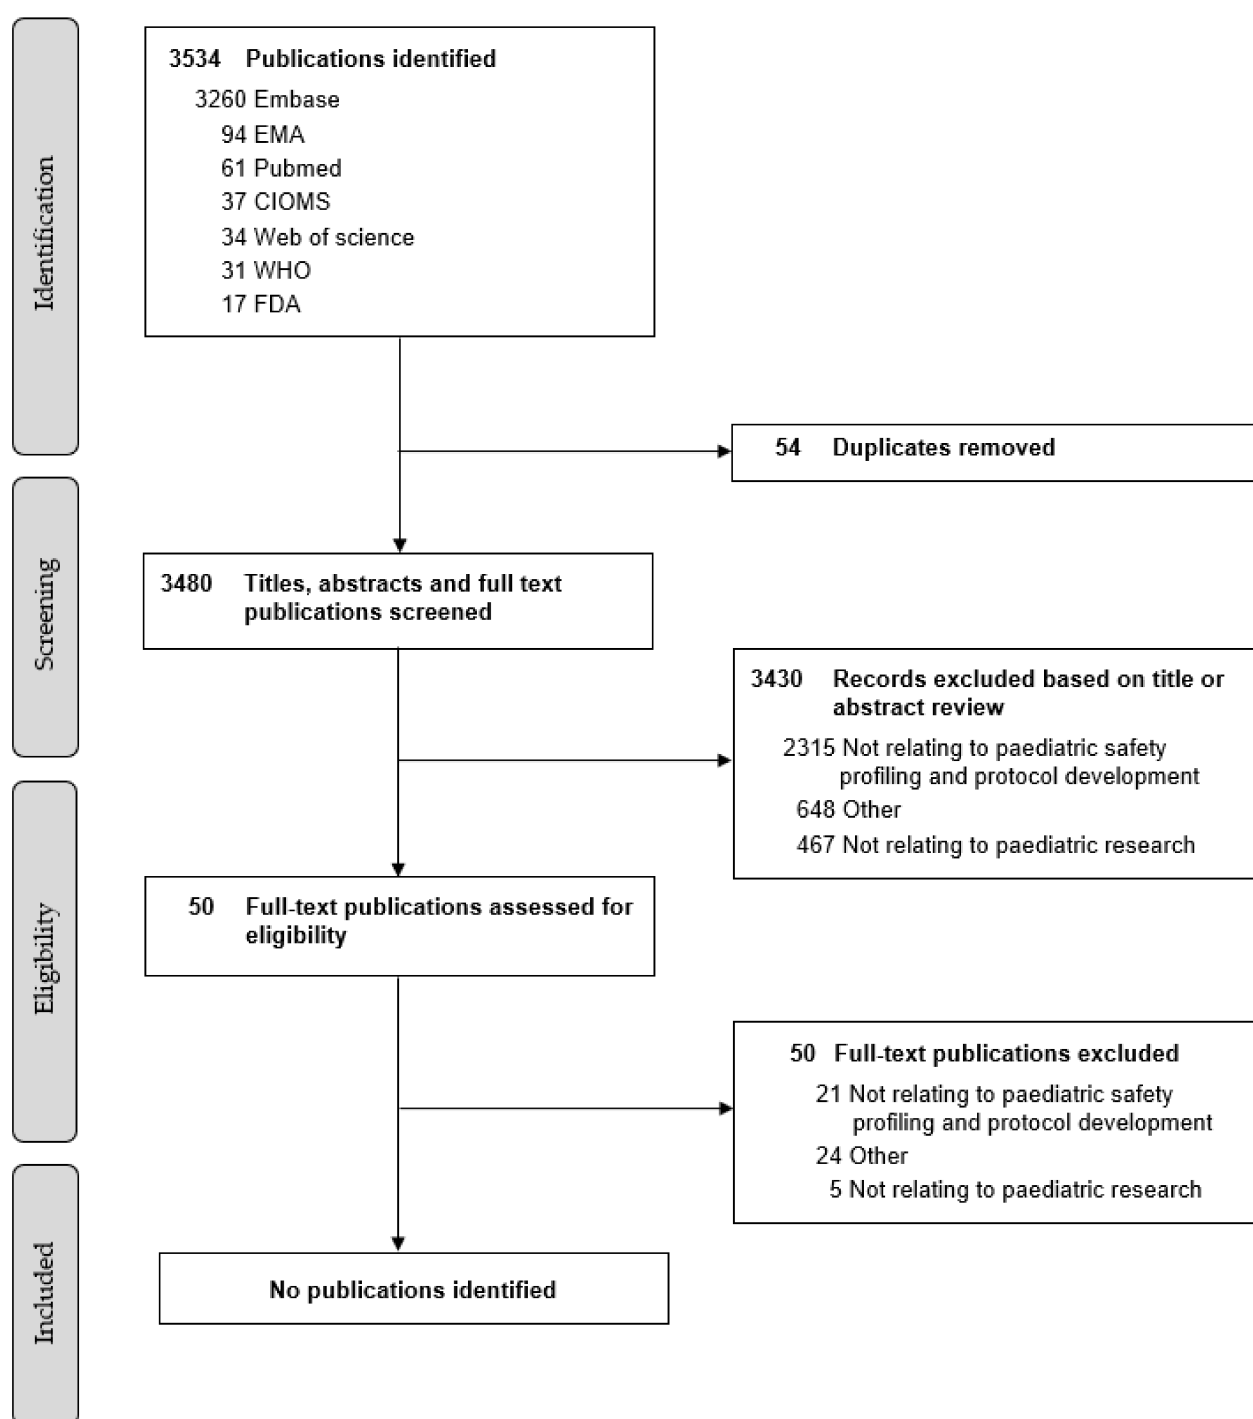 Identification
3534 Publications identified
3260 Embase
94 EMA
61 Pubmed
37 CIOMS
34 Web of science
31 WHO
17 FDA
54 Duplicates removed
Screening
3480 Titles, abstracts and full text
publications screened
3430 Records excluded based on title or
abstract review
2315 Not relating to paediatric safety
profiling and protocol development
648 Other
467 Not relating to paediatric research
Eligibility
50 Full-text publications assessed for
eligibility
50 Full-text publications excluded
21 Not relating to paediatric safety
profiling and protocol development
24 Other
5 Not relating to paediatric research
Included
No publications identified